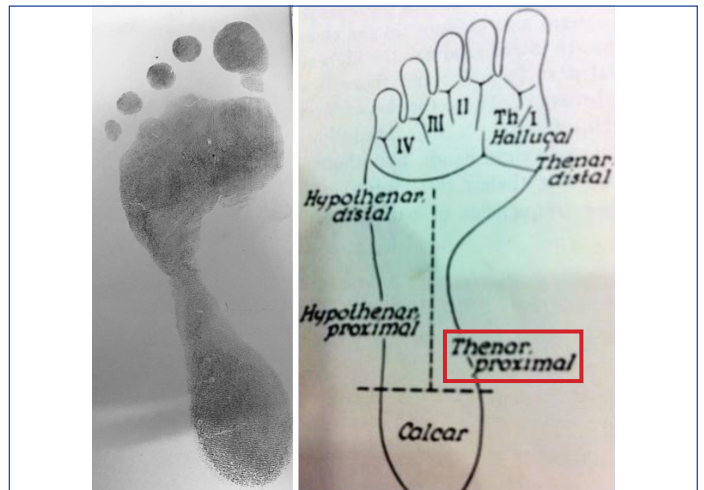 IV III II Th/I
Hallucal
Thenar.
distal
Hypothenar.
distal
Hypothenar.
proximal
Thenar.
proximal
Calcar